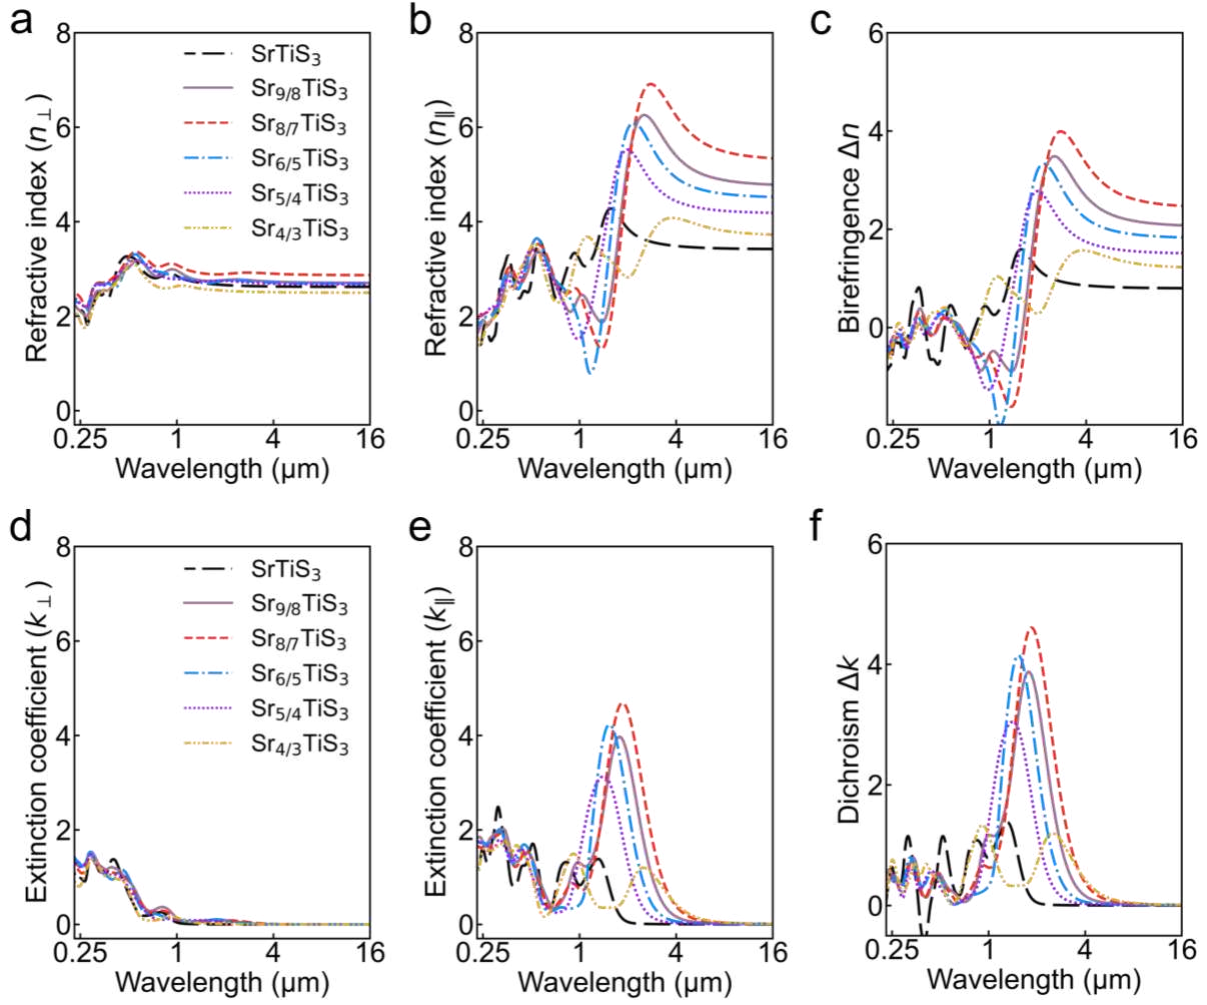 a
Refractive index (n⊥)
8
6
4
2
0
SrTiS₃
Sr₉/₈TiS₃
Sr₈/₇TiS₃
Sr₆/₅TiS₃
Sr₅/₄TiS₃
Sr₄/₃TiS₃
0.25 1 4 16
Wavelength (μm)
b
Refractive index (n∥)
8
6
4
2
0
0.25 1 4 16
Wavelength (μm)
c
Birefringence Δn
6
4
2
0
0.25 1 4 16
Wavelength (μm)
d
Extinction coefficient (k⊥)
8
6
4
2
0
SrTiS₃
Sr₉/₈TiS₃
Sr₈/₇TiS₃
Sr₆/₅TiS₃
Sr₅/₄TiS₃
Sr₄/₃TiS₃
0.25 1 4 16
Wavelength (μm)
e
Extinction coefficient (k∥)
8
6
4
2
0
0.25 1 4 16
Wavelength (μm)
f
Dichroism Δk
6
4
2
0
0.25 1 4 16
Wavelength (μm)